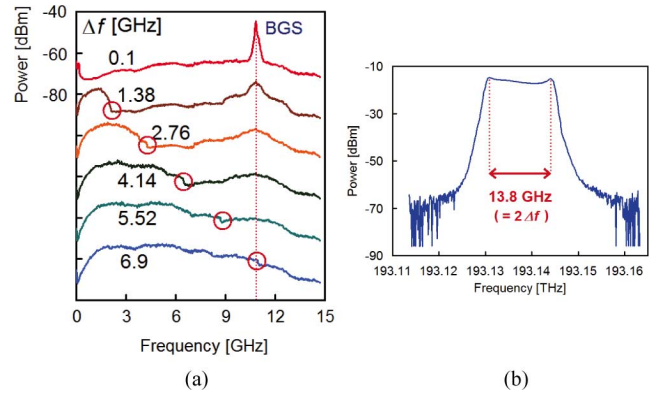 (a)
Δf [GHz]
BGS
0.1
1.38
2.76
4.14
5.52
6.9
Power [dBm]
-40
-60
-80
0 3 6 9 12 15
Frequency [GHz]
(a)
Power [dBm]
-10
-30
-50
-70
-90
13.8 GHz
( = 2Δf )
193.11 193.12 193.13 193.14 193.15 193.16
Frequency [THz]
(b)